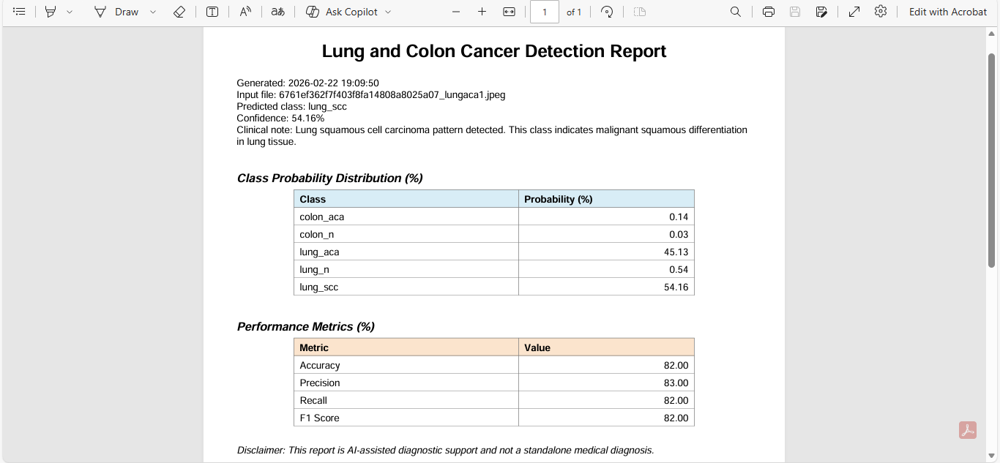 Draw
Ask Copilot
1 of 1
Edit with Acrobat
Lung and Colon Cancer Detection Report
Generated: 2026-02-22 19:09:50
Input file: 6761ef362f7f403f8fa14808a8025a07_lungaca1.jpeg
Predicted class: lung_scc
Confidence: 54.16%
Clinical note: Lung squamous cell carcinoma pattern detected. This class indicates malignant squamous differentiation
in lung tissue.
Class Probability Distribution (%)
Class Probability (%)
colon_aca 0.14
colon_n 0.03
lung_aca 45.13
lung_n 0.54
lung_scc 54.16
Performance Metrics (%)
Metric Value
Accuracy 82.00
Precision 83.00
Recall 82.00
F1 Score 82.00
Disclaimer: This report is AI-assisted diagnostic support and not a standalone medical diagnosis.